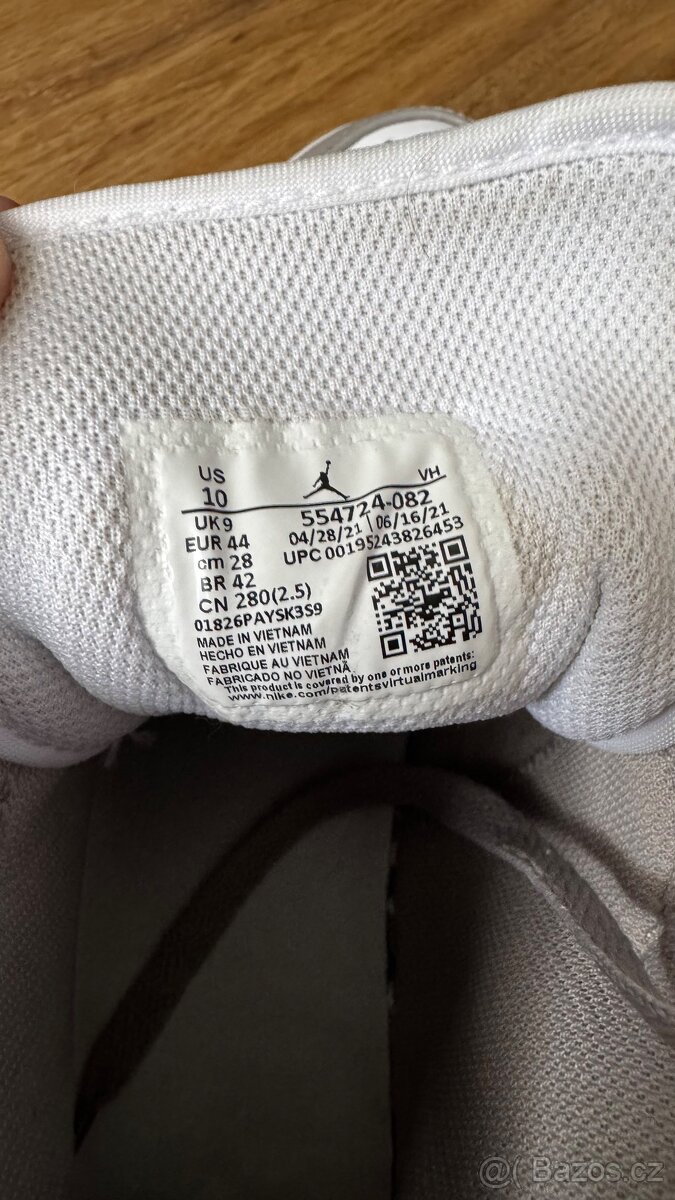 US
10
VH
UK 9
554724-082
EUR 44
04/28/21 | 06/16/21
cm 28
UPC 00195243826453
BR 42
CN 280(2.5)
01826PAYSK3S9
MADE IN VIETNAM
HECHO EN VIETNAM
FABRIQUE AU VIETNAM
FABRICADO NO VIETNÃ
This product is covered by one or more patents:
www.nike.com/patentsvirtualmarking
@( Bazos.cz